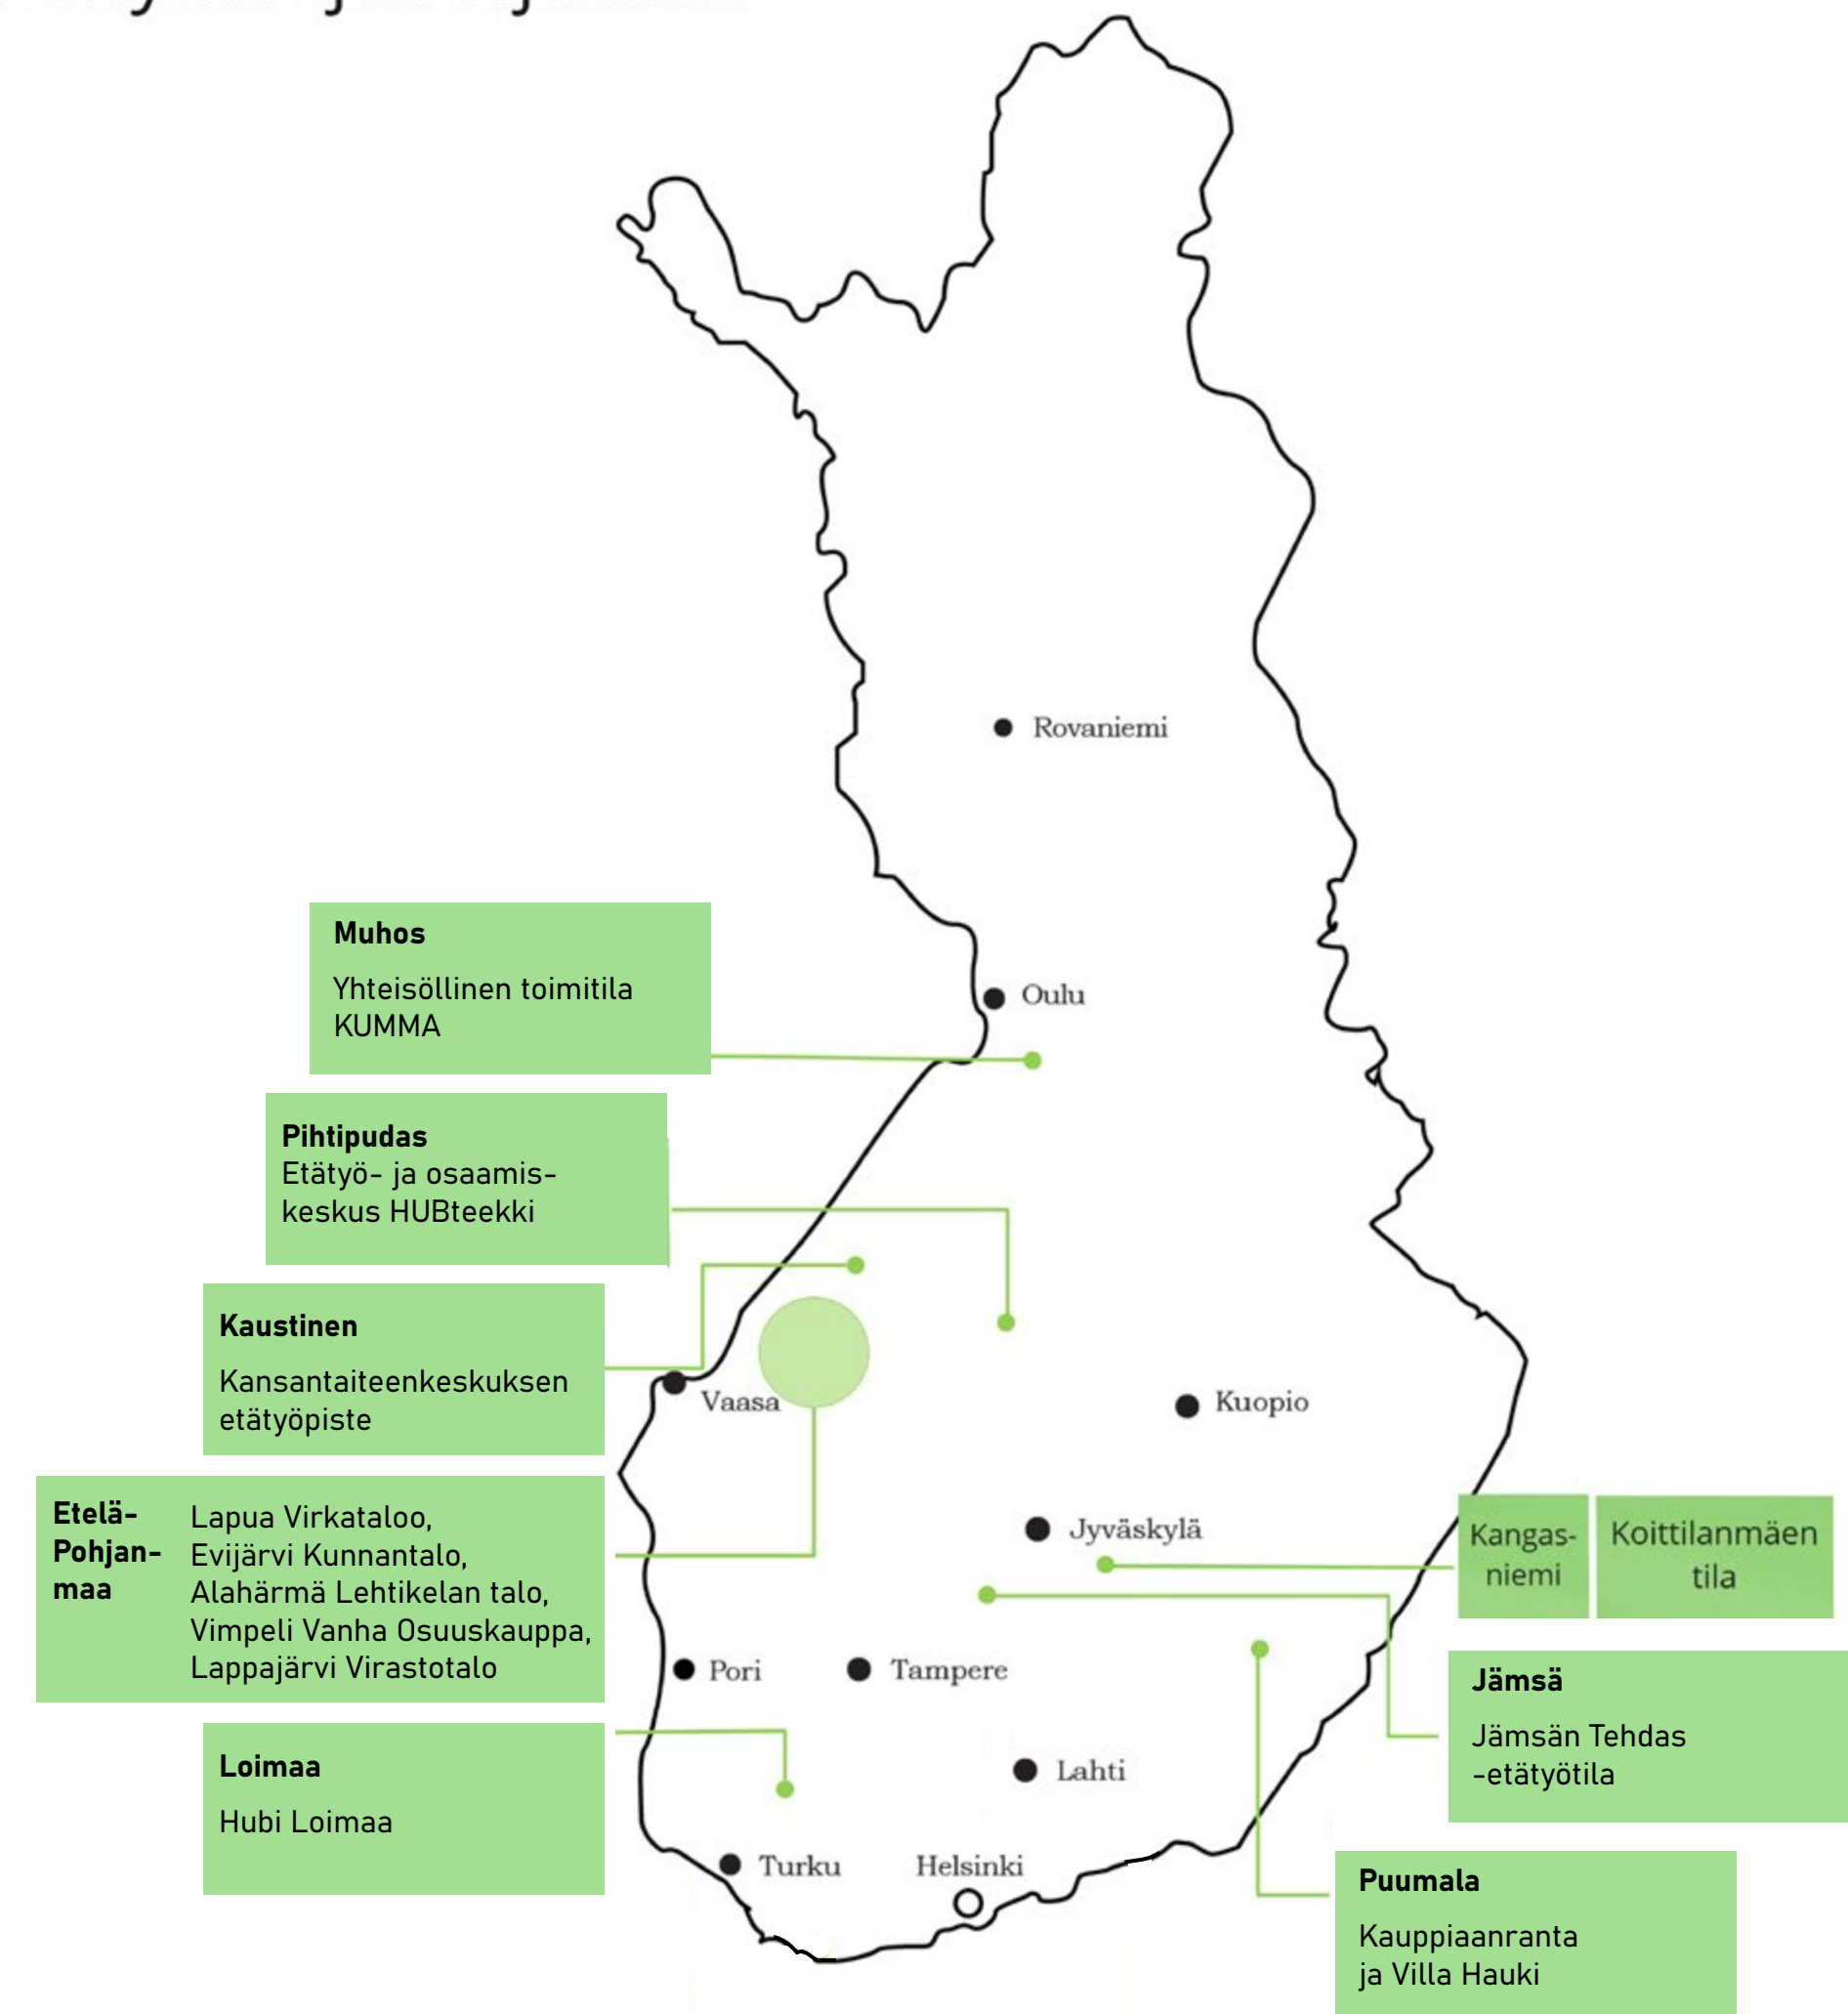 Rovaniemi
Muhos
Yhteisöllinen toimitila
KUMMA
Oulu
Pihtipudas
Etätyö- ja osaamis-
keskus HUBteekki
Kaustinen
Kansantaiteenkeskuksen
etätyöpiste
Vaasa
Kuopio
Etelä-
Pohjan-
maa
Lapua Virkataloo,
Evijärvi Kunnantalo,
Alahärmä Lehtikelan talo,
Vimpeli Vanha Osuuskauppa,
Lappajärvi Virastotalo
Jyväskylä
Kangas-
niemi
Koittilanmäen
tila
Pori
Tampere
Jämsä
Jämsän Tehdas
-etätyötila
Loimaa
Hubi Loimaa
Lahti
Turku
Helsinki
Puumala
Kauppiaanranta
ja Villa Hauki